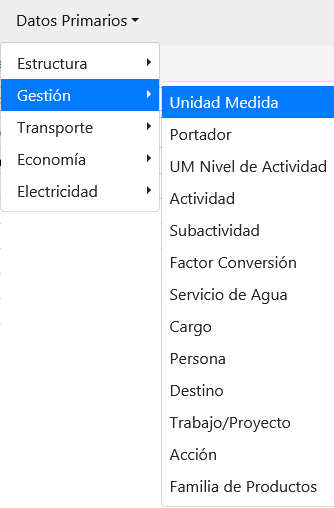 Datos Primarios
Estructura
Gestión
Transporte
Economía
Electricidad
Unidad Medida
Portador
UM Nivel de Actividad
Actividad
Subactividad
Factor Conversión
Servicio de Agua
Cargo
Persona
Destino
Trabajo/Proyecto
Acción
Familia de Productos